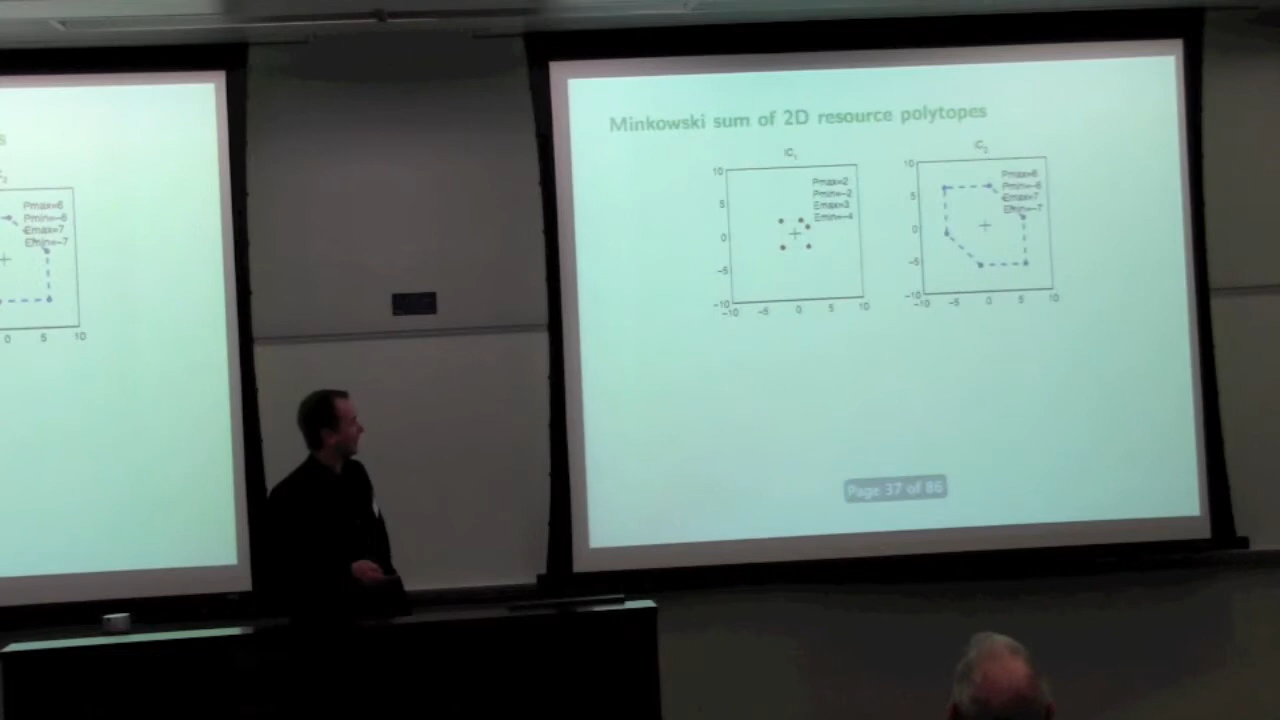 s
C2
Pmax=6
Pmin=-6
Emax=7
Emin=-7
0 5 10
Minkowski sum of 2D resource polytopes
IC1
10
5
0
-5
-10
-10 -5 0 5 10
Pmax=2
Pmin=-2
Emax=3
Emin=-4
IC2
10
5
0
-5
-10
-10 -5 0 5 10
Pmax=6
Pmin=-6
Emax=7
Emin=-7
Page 37 of 86